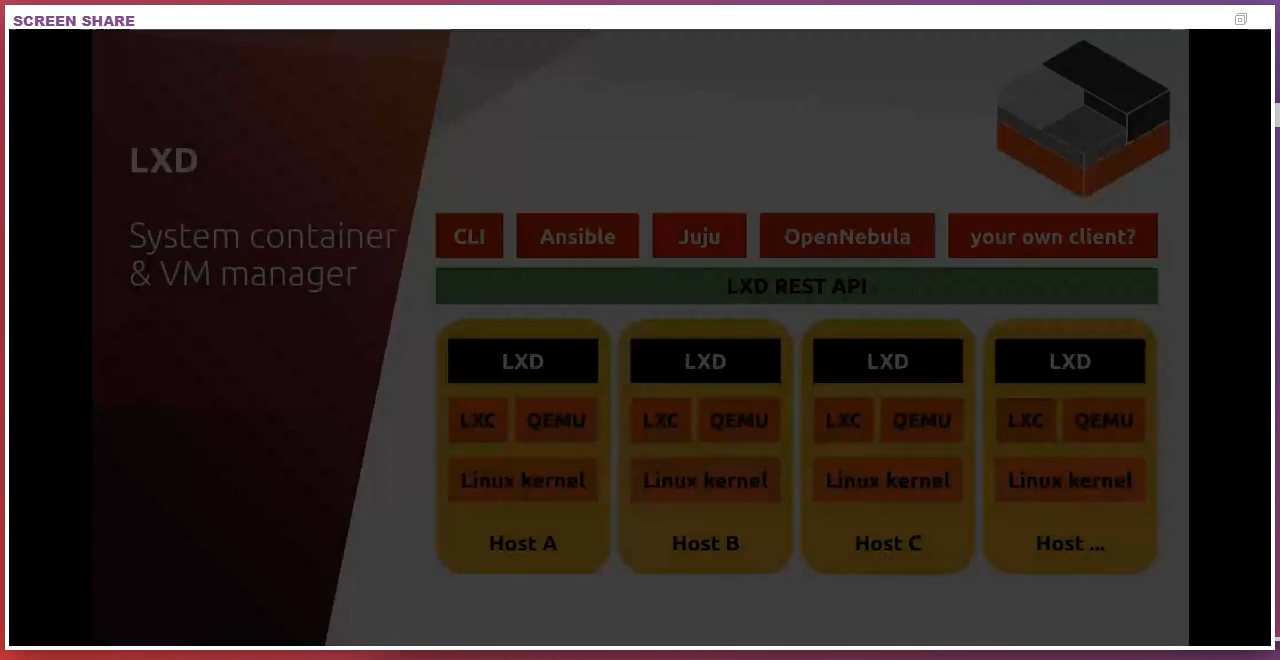 SCREEN SHARE
LXD
System container
& VM manager
CLI Ansible Juju OpenNebula your own client?
LXD REST API
LXD LXD LXD LXD
LXC QEMU LXC QEMU LXC QEMU LXC QEMU
Linux kernel Linux kernel Linux kernel Linux kernel
Host A Host B Host C Host ...